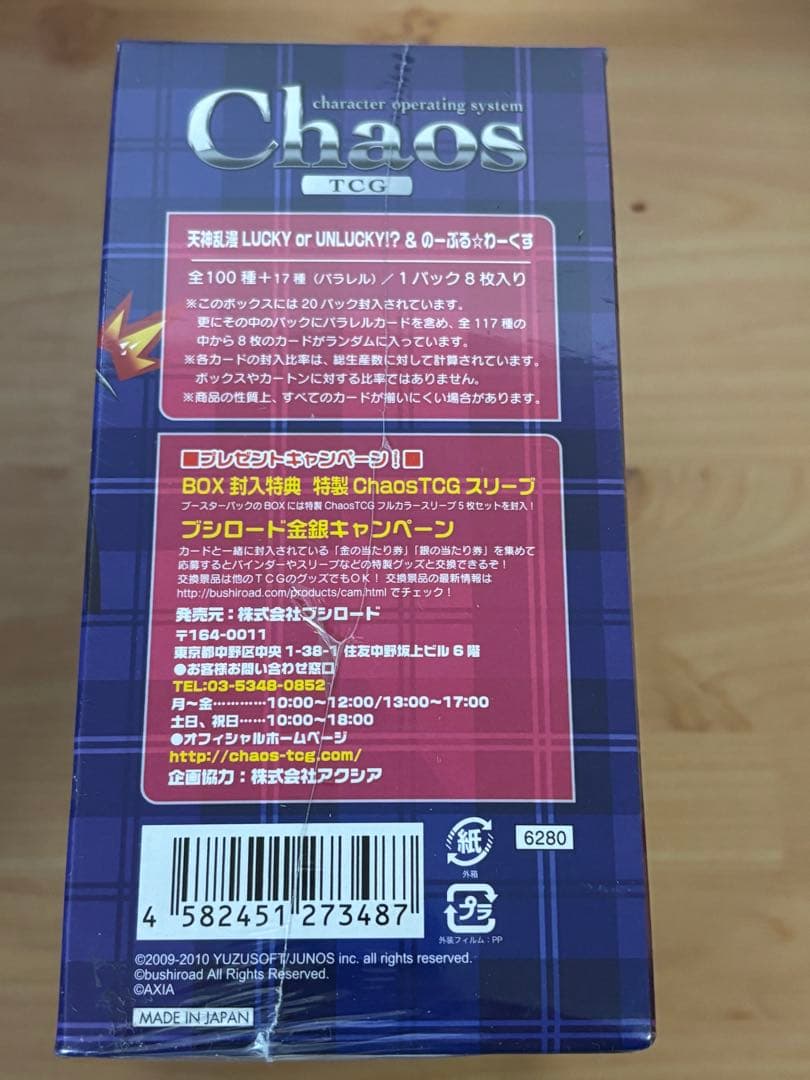 character operating system
Chaos
TCG
天神乱漫 LUCKY or UNLUCKY!? & のーぶる☆わーくす
全100種＋17種（パラレル）／1パック8枚入り
※このボックスには20パック封入されています。
更にその中のパックにパラレルカードを含め、全117種の
中から8枚のカードがランダムに入っています。
※各カードの封入比率は、総生産数に対して計算されています。
ボックスやカートンに対する比率ではありません。
※商品の性質上、すべてのカードが揃いにくい場合があります。
■プレゼントキャンペーン！■
BOX 封入特典 特製 ChaosTCG スリーブ
ブースターパックのBOXには特製ChaosTCGフルカラースリーブ5枚セットを封入！
ブシロード金銀キャンペーン
カードと一緒に封入されている「金の当たり券」「銀の当たり券」を集めて
応募するとバインダーやスリーブなどの特製グッズと交換できるぞ！
交換景品は他のTCGのグッズでもOK！ 交換景品の最新情報は
http://bushiroad.com/products/cam.html でチェック！
発売元：株式会社ブシロード
〒164-0011
東京都中野区中央1-38-1 住友中野坂上ビル6階
●お客様お問い合わせ窓口
TEL:03-5348-0852
月～金…………10:00～12:00/13:00～17:00
土日、祝日……10:00～18:00
●オフィシャルホームページ
http://chaos-tcg.com/
企画協力：株式会社アクシア
4 582451 273487
紙
外箱
6280
プラ
外装フィルム：PP
©2009-2010 YUZUSOFT/JUNOS inc. all rights reserved.
©bushiroad All Rights Reserved.
©AXIA
MADE IN JAPAN